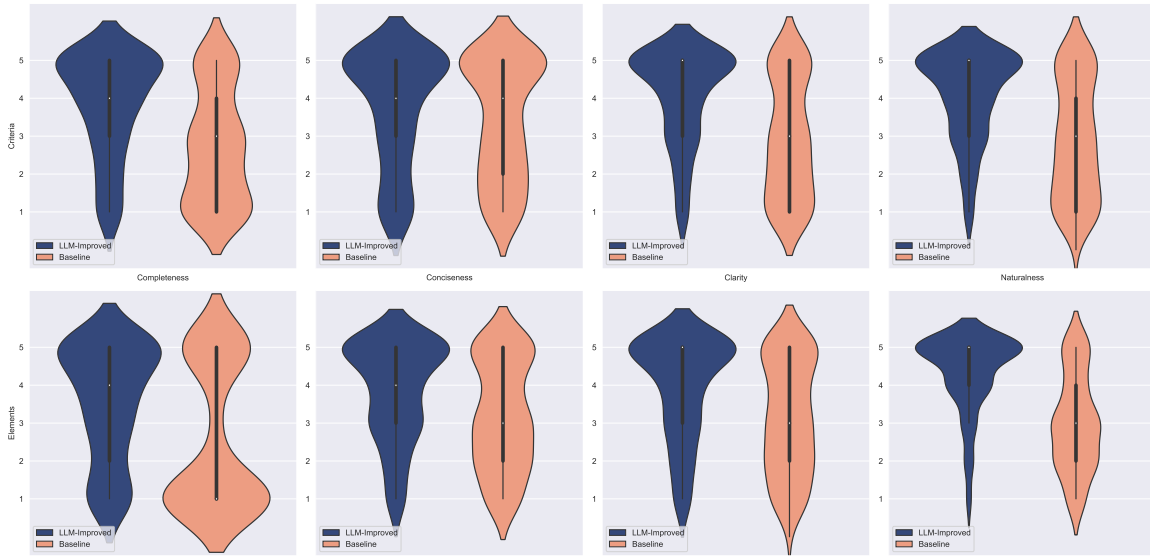 5
4
3
2
1
Criteria
LLM-Improved
Baseline
Completeness
5
4
3
2
1
LLM-Improved
Baseline
Conciseness
5
4
3
2
1
LLM-Improved
Baseline
Clarity
5
4
3
2
1
LLM-Improved
Baseline
Naturalness
5
4
3
2
1
Elements
LLM-Improved
Baseline
5
4
3
2
1
LLM-Improved
Baseline
5
4
3
2
1
LLM-Improved
Baseline
5
4
3
2
1
LLM-Improved
Baseline